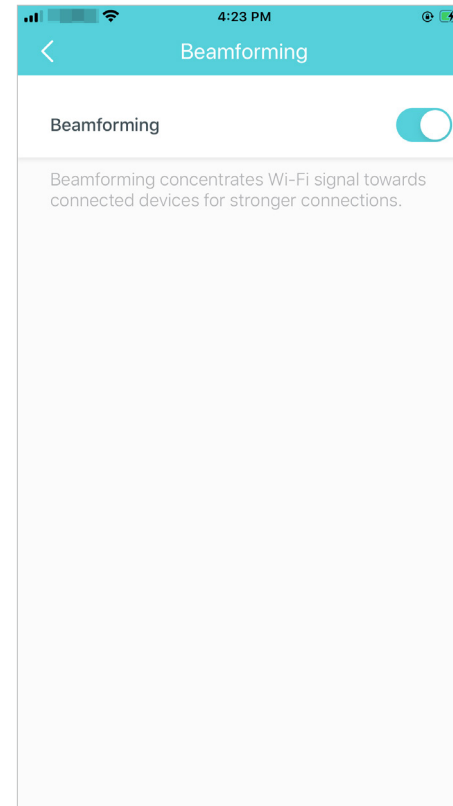 4:23 PM
Beamforming
Beamforming
Beamforming concentrates Wi-Fi signal towards
connected devices for stronger connections.